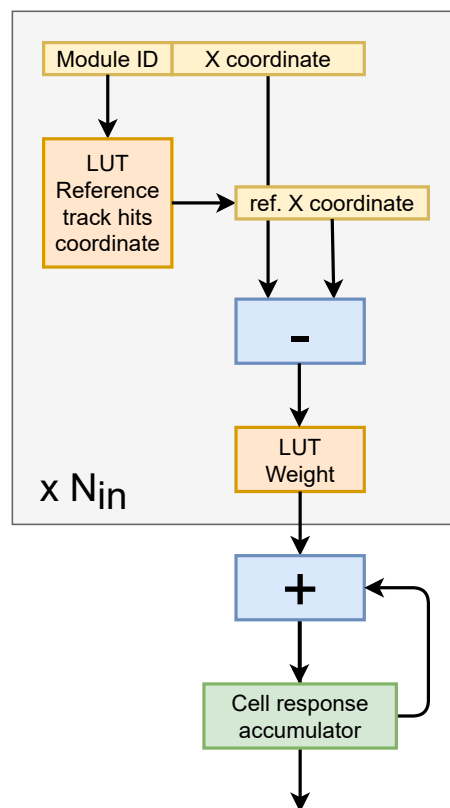 Module ID X coordinate
LUT
Reference
track hits
coordinate
ref. X coordinate
-
LUT
Weight
x Nin
+
Cell response
accumulator